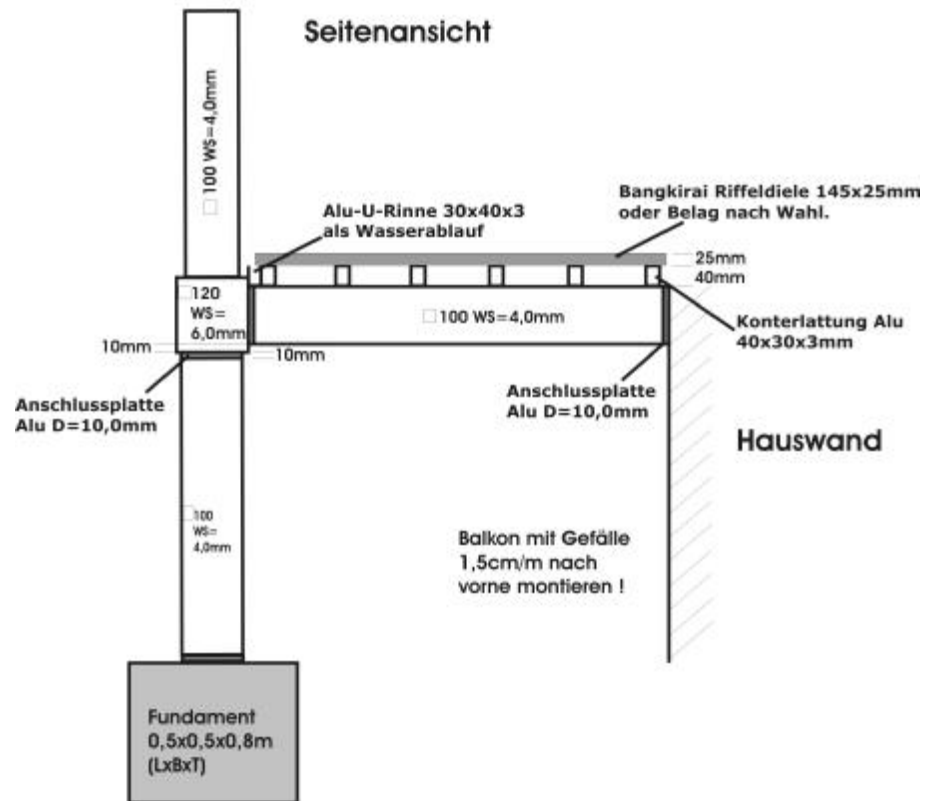 Seitenansicht
□ 100 WS=4,0mm
Bangkirai Riffeldiele 145x25mm
oder Belag nach Wahl.
Alu-U-Rinne 30x40x3
als Wasserablauf
25mm
40mm
□120
WS=
6,0mm
□ 100 WS=4,0mm
Konterlattung Alu
40x30x3mm
10mm
10mm
Anschlussplatte
Alu D=10,0mm
Anschlussplatte
Alu D=10,0mm
Hauswand
□100
WS=
4,0mm
Balkon mit Gefälle
1,5cm/m nach
vorne montieren !
Fundament
0,5x0,5x0,8m
(LxBxT)